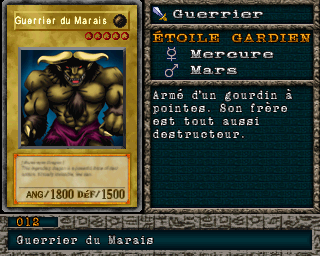 Guerrier du Marais
ANG/1800 DÉF/1500
Guerrier
ÉTOILE GARDIEN
Mercure
Mars
Armé d'un gourdin à
pointes. Son frère
est tout aussi
destructeur.
012
Guerrier du Marais